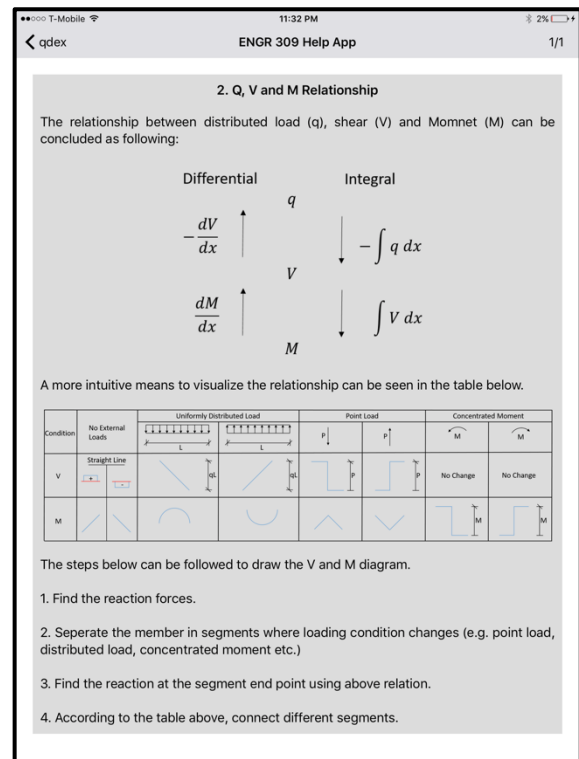 ●●○○○ T-Mobile 11:32 PM 2%
qdex ENGR 309 Help App 1/1
2. Q, V and M Relationship
The relationship between distributed load (q), shear (V) and Momnet (M) can be
concluded as following:
Differential Integral
q
−dV/dx −∫ q dx
V
dM/dx ∫ V dx
M
A more intuitive means to visualize the relationship can be seen in the table below.
Condition No External Loads Uniformly Distributed Load Point Load Concentrated Moment
L L P P M M
Straight Line
V + - qL qL P P No Change No Change
M M M
The steps below can be followed to draw the V and M diagram.
1. Find the reaction forces.
2. Seperate the member in segments where loading condition changes (e.g. point load,
distributed load, concentrated moment etc.)
3. Find the reaction at the segment end point using above relation.
4. According to the table above, connect different segments.